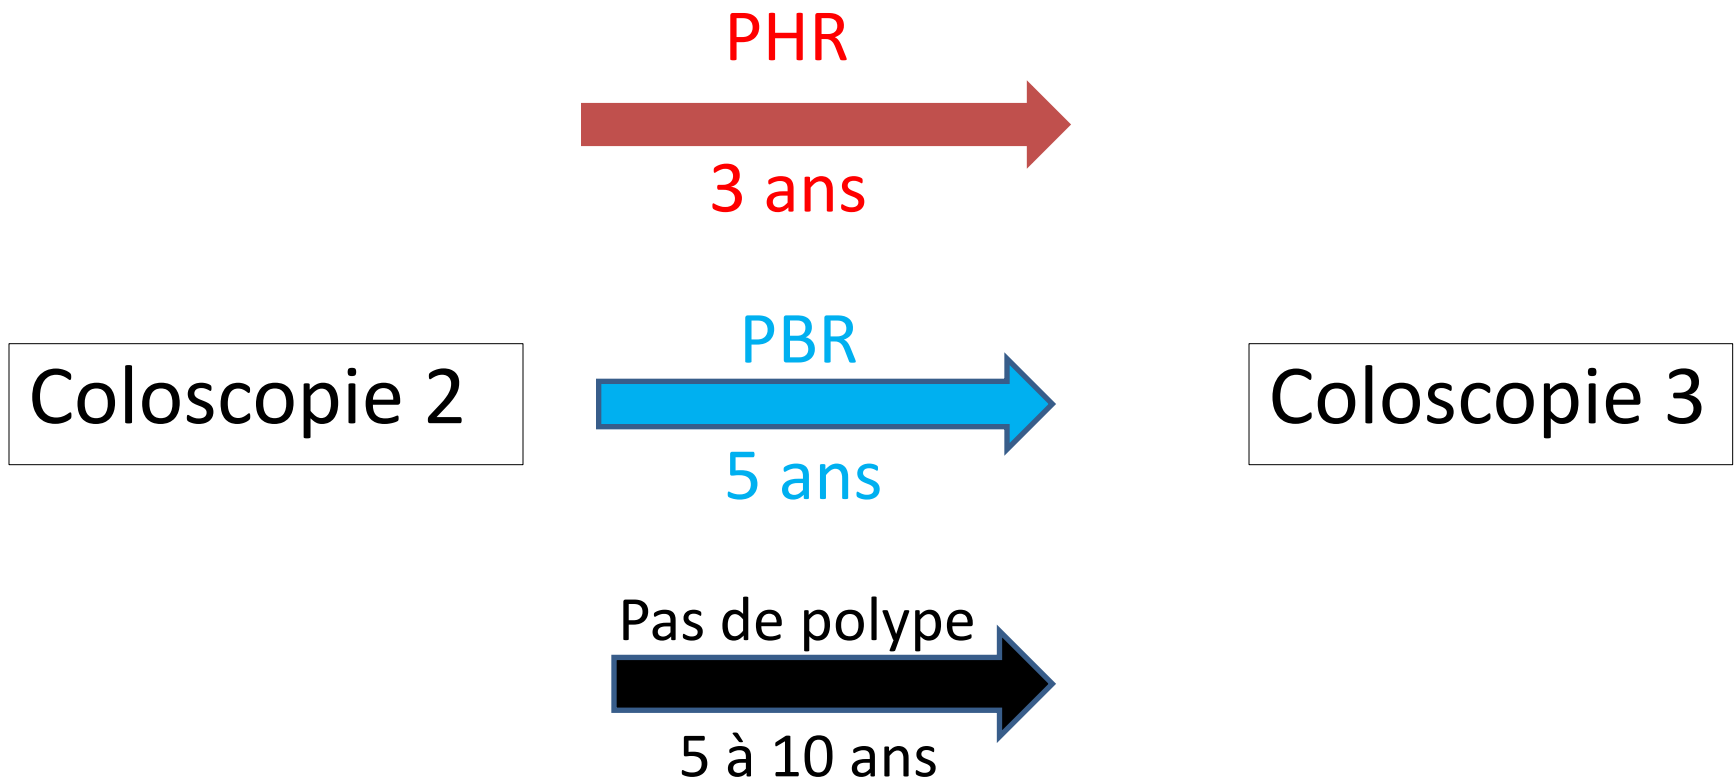 PHR
3 ans
PBR
Coloscopie 2
Coloscopie 3
5 ans
Pas de polype
5 à 10 ans